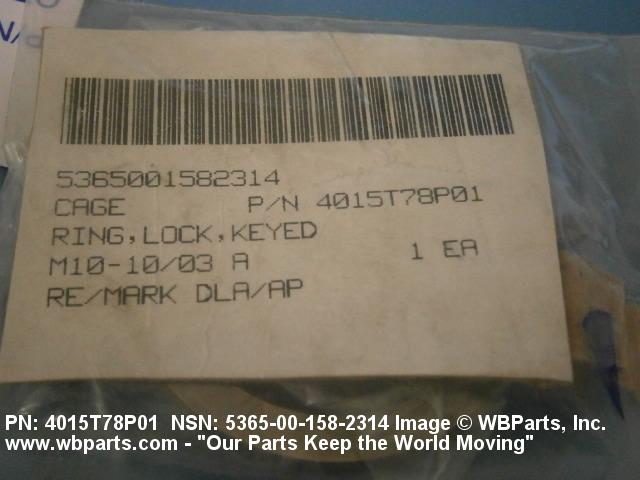 N/
5365001582314
CAGE P/N 4015T78P01
RING,LOCK,KEYED
M10-10/03 A 1 EA
RE/MARK DLA/AP
PN: 4015T78P01 NSN: 5365-00-158-2314 Image © WBParts, Inc.
www.wbparts.com - "Our Parts Keep the World Moving"